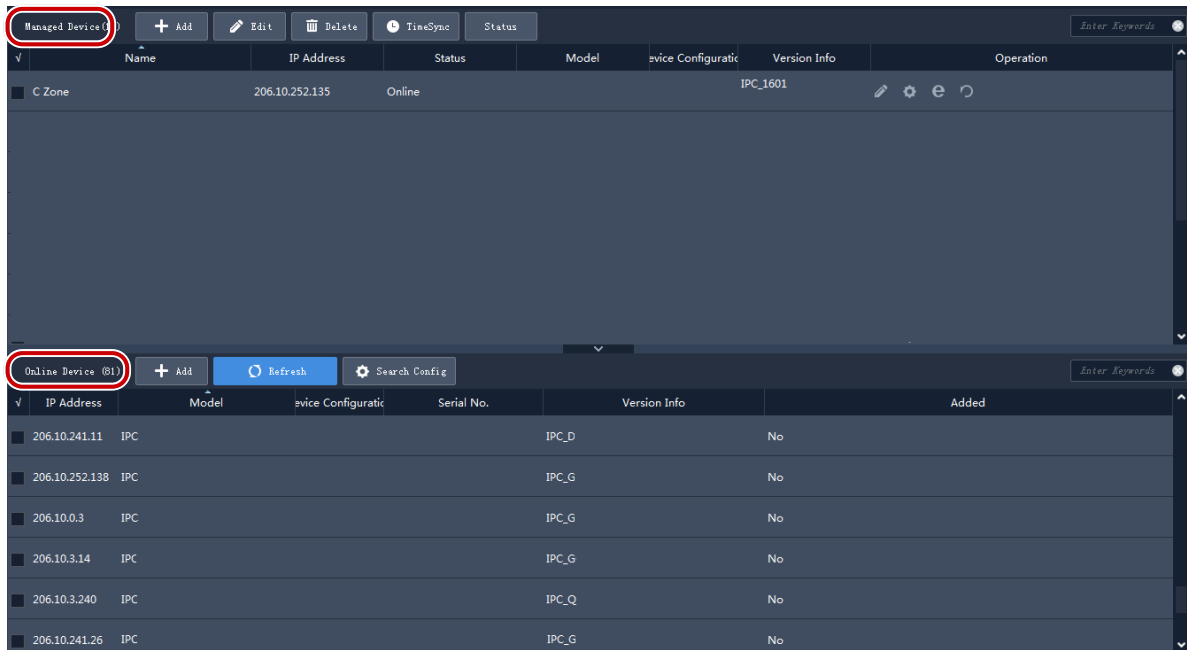 Managed Device( + Add Edit Delete TimeSync Status Enter Keywords
√ Name IP Address Status Model evice Configuratio Version Info Operation
C Zone 206.10.252.135 Online IPC_1601
Online Device (81) + Add Refresh Search Config Enter Keywords
√ IP Address Model evice Configuratio Serial No. Version Info Added
206.10.241.11 IPC IPC_D No
206.10.252.138 IPC IPC_G No
206.10.0.3 IPC IPC_G No
206.10.3.14 IPC IPC_G No
206.10.3.240 IPC IPC_Q No
206.10.241.26 IPC IPC_G No